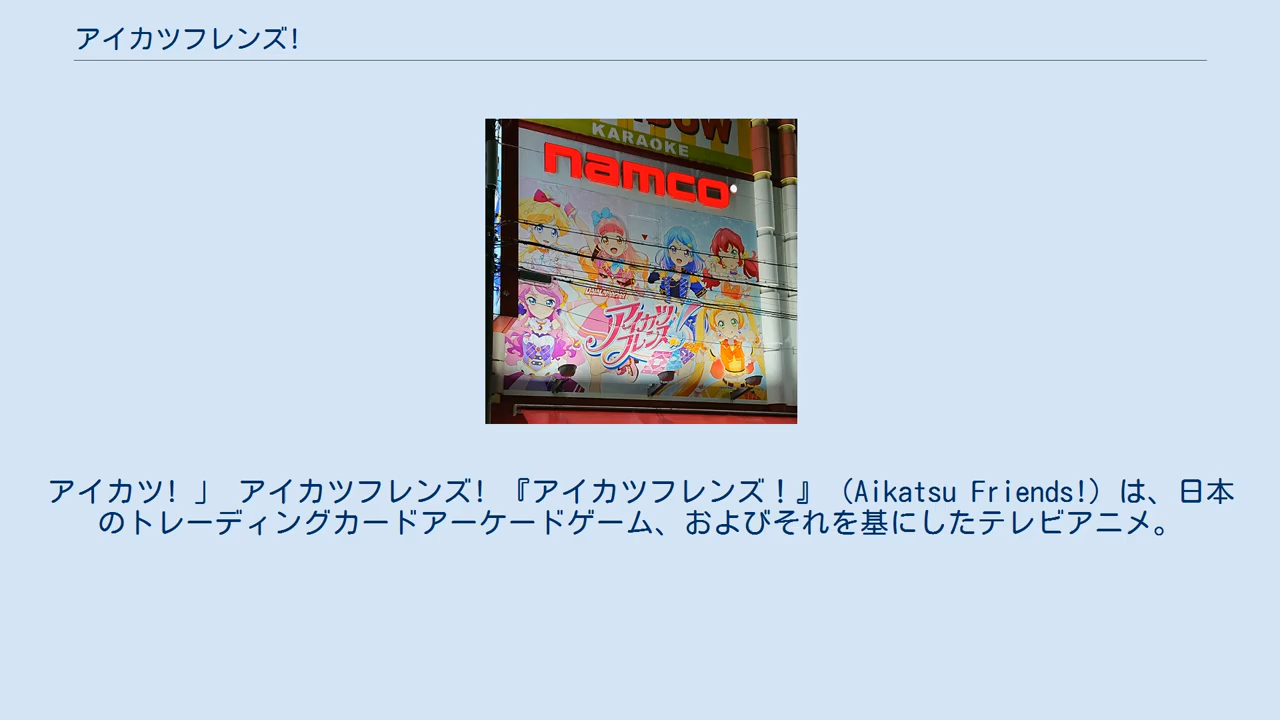 アイカツフレンズ!
KARAOKE
namco
アイカツ
フレンズ!
アイカツ! 」 アイカツフレンズ! 『アイカツフレンズ！』（Aikatsu Friends!）は、日本
のトレーディングカードアーケードゲーム、およびそれを基にしたテレビアニメ。